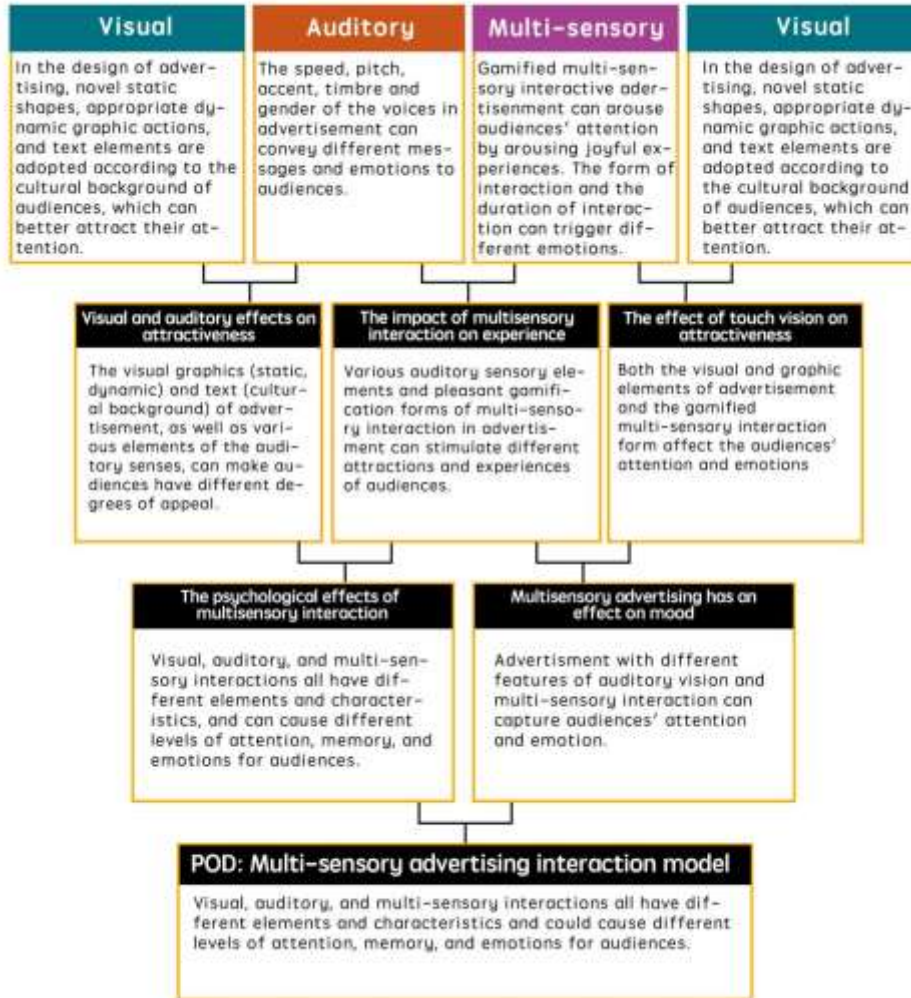 Visual
In the design of adver-
tising, novel static
shapes, appropriate dy-
namic graphic actions,
and text elements are
adopted according to the
cultural background of
audiences, which can
better attract their at-
tention.
Auditory
The speed, pitch,
accent, timbre and
gender of the voices in
advertisement can
convey different mes-
sages and emotions to
audiences.
Multi-sensory
Gamified multi-sen-
sory interactive ader-
tisenment can arouse
audiences' attention
by arousing joyful ex-
periences. The form of
interaction and the
duration of interac-
tion can trigger dif-
ferent emotions.
Visual
In the design of adver-
tising, novel static
shapes, appropriate dy-
namic graphic actions,
and text elements are
adopted according to
the cultural background
of audiences, which can
better attract their at-
tention.
Visual and auditory effects on
attractiveness
The visual graphics (static,
dynamic) and text (cultur-
al background) of adver-
tisement, as well as vari-
ous elements of the audi-
tory senses, can make au-
diences have different de-
grees of appeal.
The impact of multisensory
interaction on experience
Various auditory sensory ele-
ments and pleasant gamifi-
cation forms of multi-senso-
ry interaction in advertis-
ment can stimulate different
attractions and experiences
of audiences.
The effect of touch vision on
attractiveness
Both the visual and graphic
elements of advertisement
and the gamified
multi-sensory interaction
form affect the audiences'
attention and emotions
The psychological effects of
multisensory interaction
Visual, auditory, and multi-sen-
sory interactions all have dif-
ferent elements and character-
istics, and can cause different
levels of attention, memory, and
emotions for audiences.
Multisensory advertising has an
effect on mood
Advertisment with different
features of auditory vision and
multi-sensory interaction can
capture audiences' attention
and emotion.
POD: Multi-sensory advertising interaction model
Visual, auditory, and multi-sensory interactions all have dif-
ferent elements and characteristics and could cause different
levels of attention, memory, and emotions for audiences.